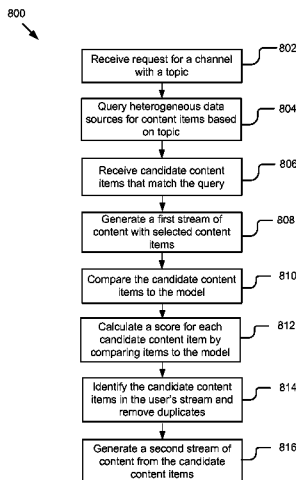 800
Receive request for a channel
with a topic
802
Query heterogeneous data
sources for content items based
on topic
804
Receive candidate content
items that match the query
806
Generate a first stream of
content with selected content
items
808
Compare the candidate content
items to the model
810
Calculate a score for each
candidate content item by
comparing items to the model
812
Identify the candidate content
items in the user's stream and
remove duplicates
814
Generate a second stream of
content from the candidate
content items
816